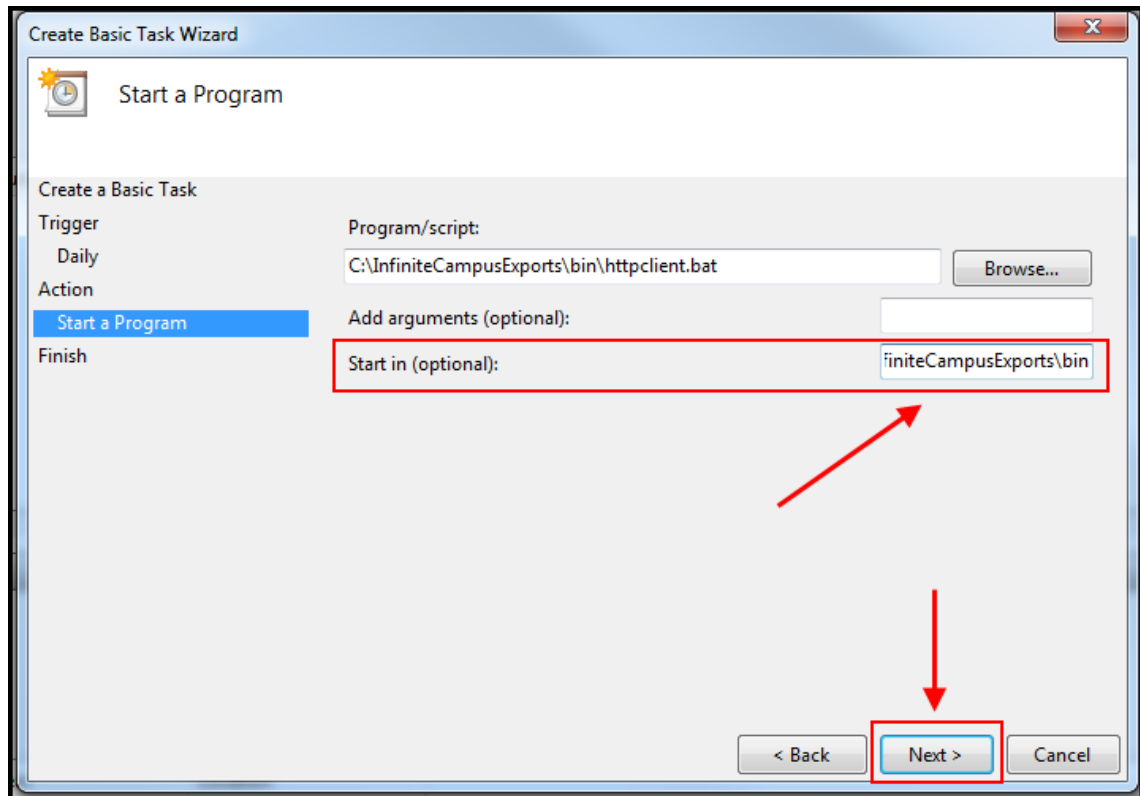 Create Basic Task Wizard
Start a Program
Create a Basic Task
Trigger
Daily
Action
Start a Program
Finish
Program/script:
C:\InfiniteCampusExports\bin\httpclient.bat
Browse...
Add arguments (optional):
Start in (optional):
finiteCampusExports\bin
< Back
Next >
Cancel